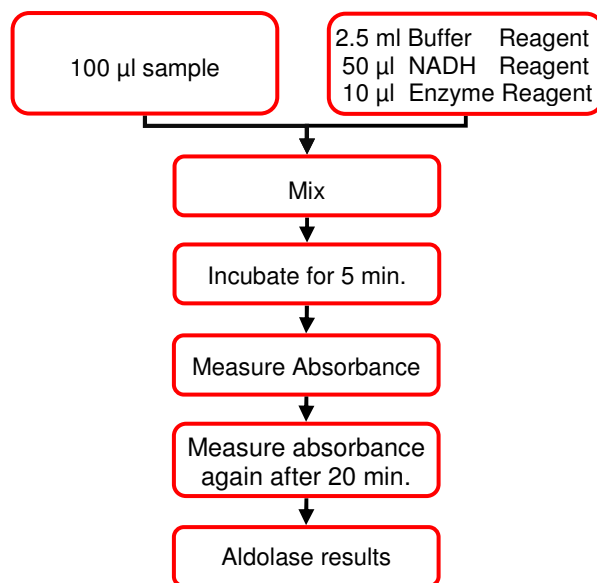 100 µl sample
2.5 ml Buffer Reagent
50 µl NADH Reagent
10 µl Enzyme Reagent
Mix
Incubate for 5 min.
Measure Absorbance
Measure absorbance
again after 20 min.
Aldolase results